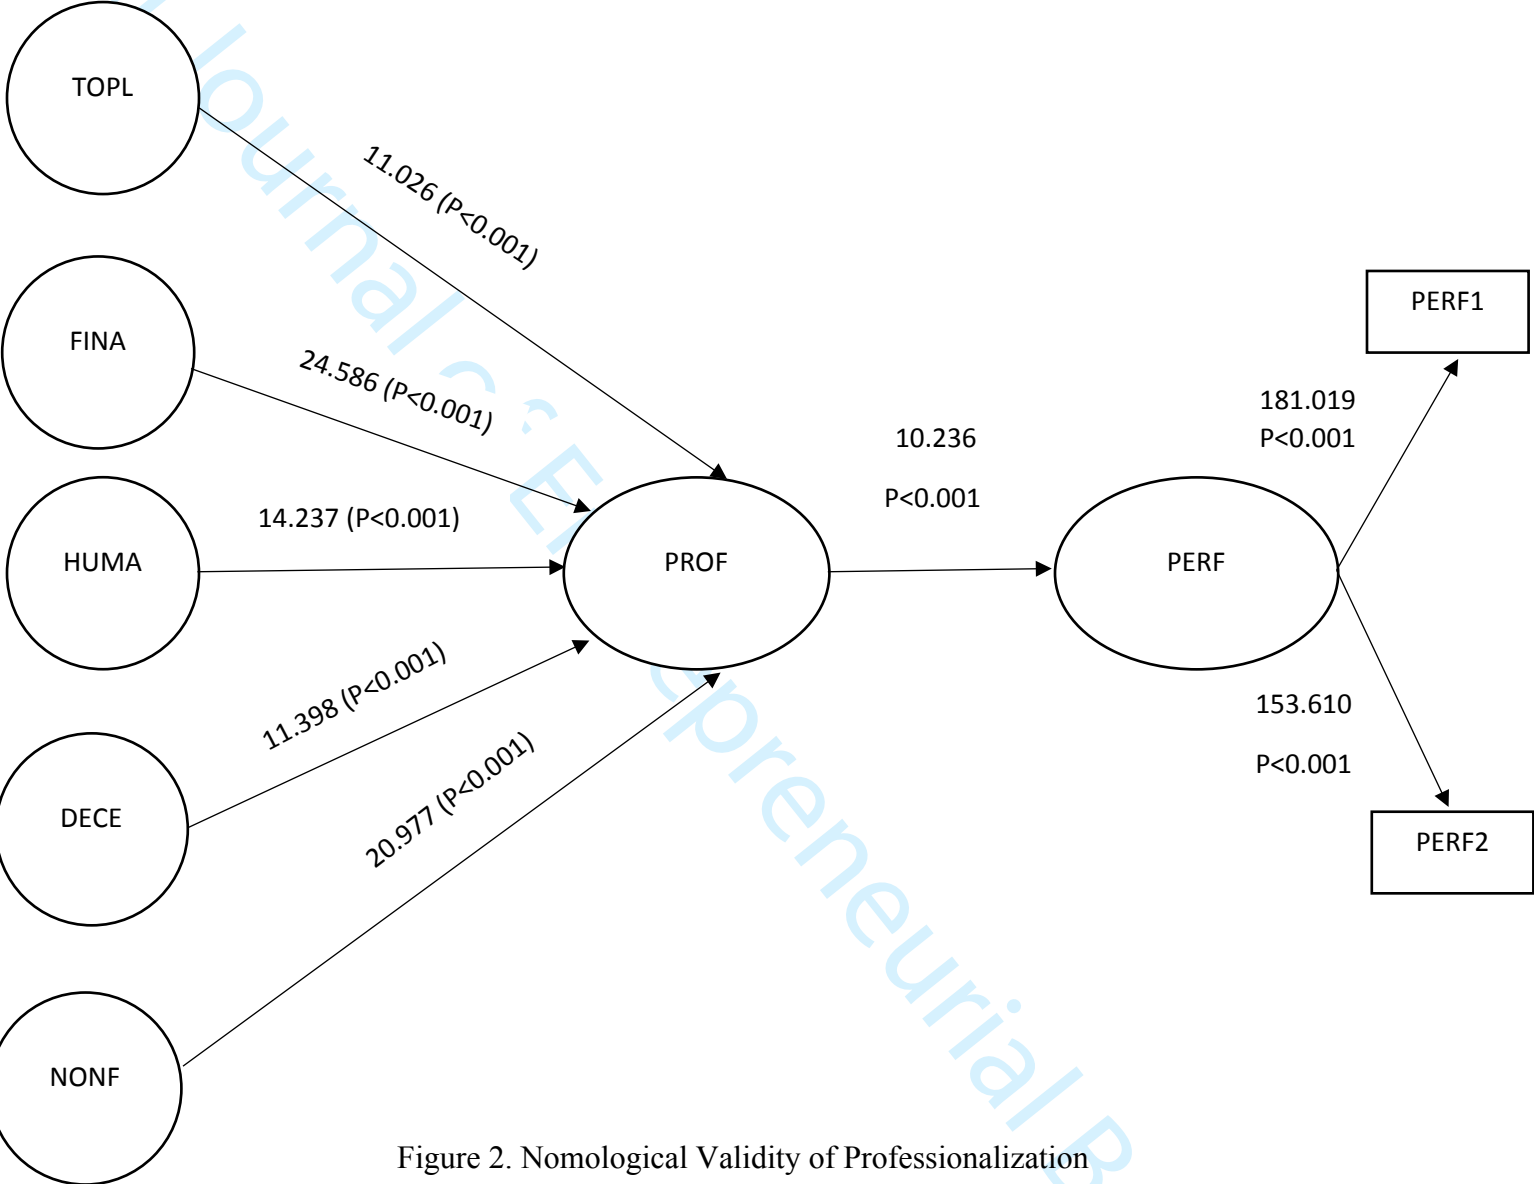 TOPL
11.026 (P<0.001)
FINA
24.586 (P<0.001)
HUMA
14.237 (P<0.001)
DECE
11.398 (P<0.001)
NONF
20.977 (P<0.001)
PROF
10.236
P<0.001
PERF
181.019
P<0.001
PERF1
153.610
P<0.001
PERF2
Figure 2. Nomological Validity of Professionalization